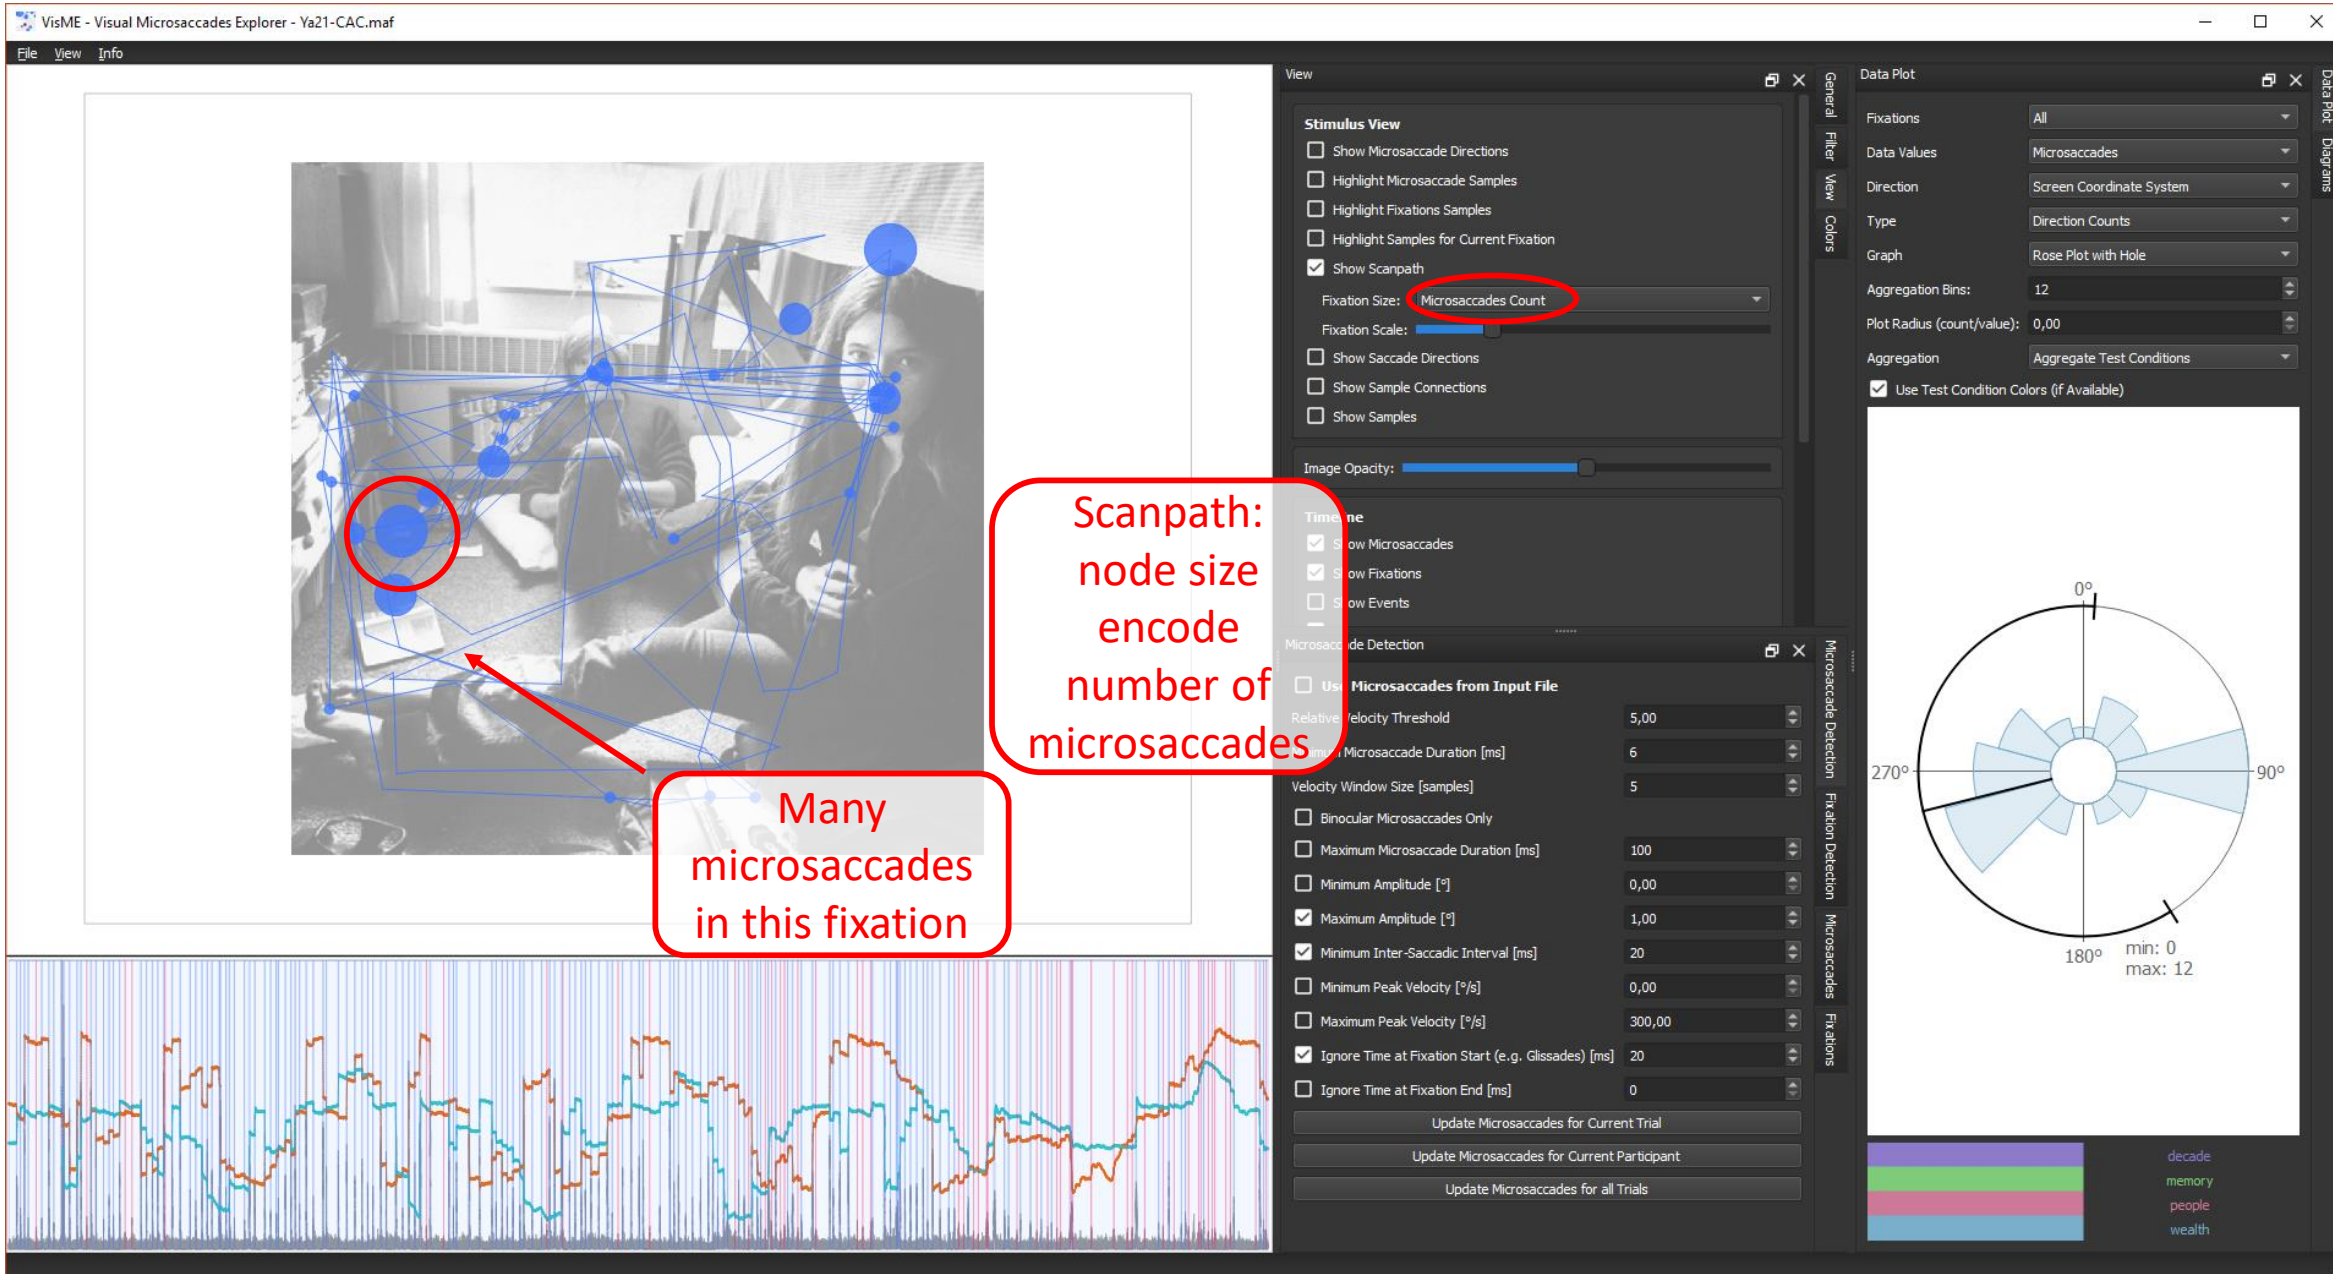 VisME - Visual Microsaccades Explorer - Ya21-CAC.maf
File View Info
View
General
Filter
View
Colors
Stimulus View
Show Microsaccade Directions
Highlight Microsaccade Samples
Highlight Fixations Samples
Highlight Samples for Current Fixation
Show Scanpath
Fixation Size: Microsaccades Count
Fixation Scale:
Show Saccade Directions
Show Sample Connections
Show Samples
Image Opacity:
Timeline
Show Microsaccades
Show Fixations
Show Events
Scanpath:
node size
encode
number of
microsaccades
Many
microsaccades
in this fixation
Microsaccade Detection
Use Microsaccades from Input File
Relative Velocity Threshold 5,00
Minimum Microsaccade Duration [ms] 6
Velocity Window Size [samples] 5
Binocular Microsaccades Only
Maximum Microsaccade Duration [ms] 100
Minimum Amplitude [°] 0,00
Maximum Amplitude [°] 1,00
Minimum Inter-Saccadic Interval [ms] 20
Minimum Peak Velocity [°/s] 0,00
Maximum Peak Velocity [°/s] 300,00
Ignore Time at Fixation Start (e.g. Glissades) [ms] 20
Ignore Time at Fixation End [ms] 0
Update Microsaccades for Current Trial
Update Microsaccades for Current Participant
Update Microsaccades for all Trials
Microsaccade Detection
Fixation Detection
Microsaccades
Fixations
Data Plot
Data Plot
Diagrams
Fixations All
Data Values Microsaccades
Direction Screen Coordinate System
Type Direction Counts
Graph Rose Plot with Hole
Aggregation Bins: 12
Plot Radius (count/value): 0,00
Aggregation Aggregate Test Conditions
Use Test Condition Colors (if Available)
0°
270°
90°
180°
min: 0
max: 12
decade
memory
people
wealth